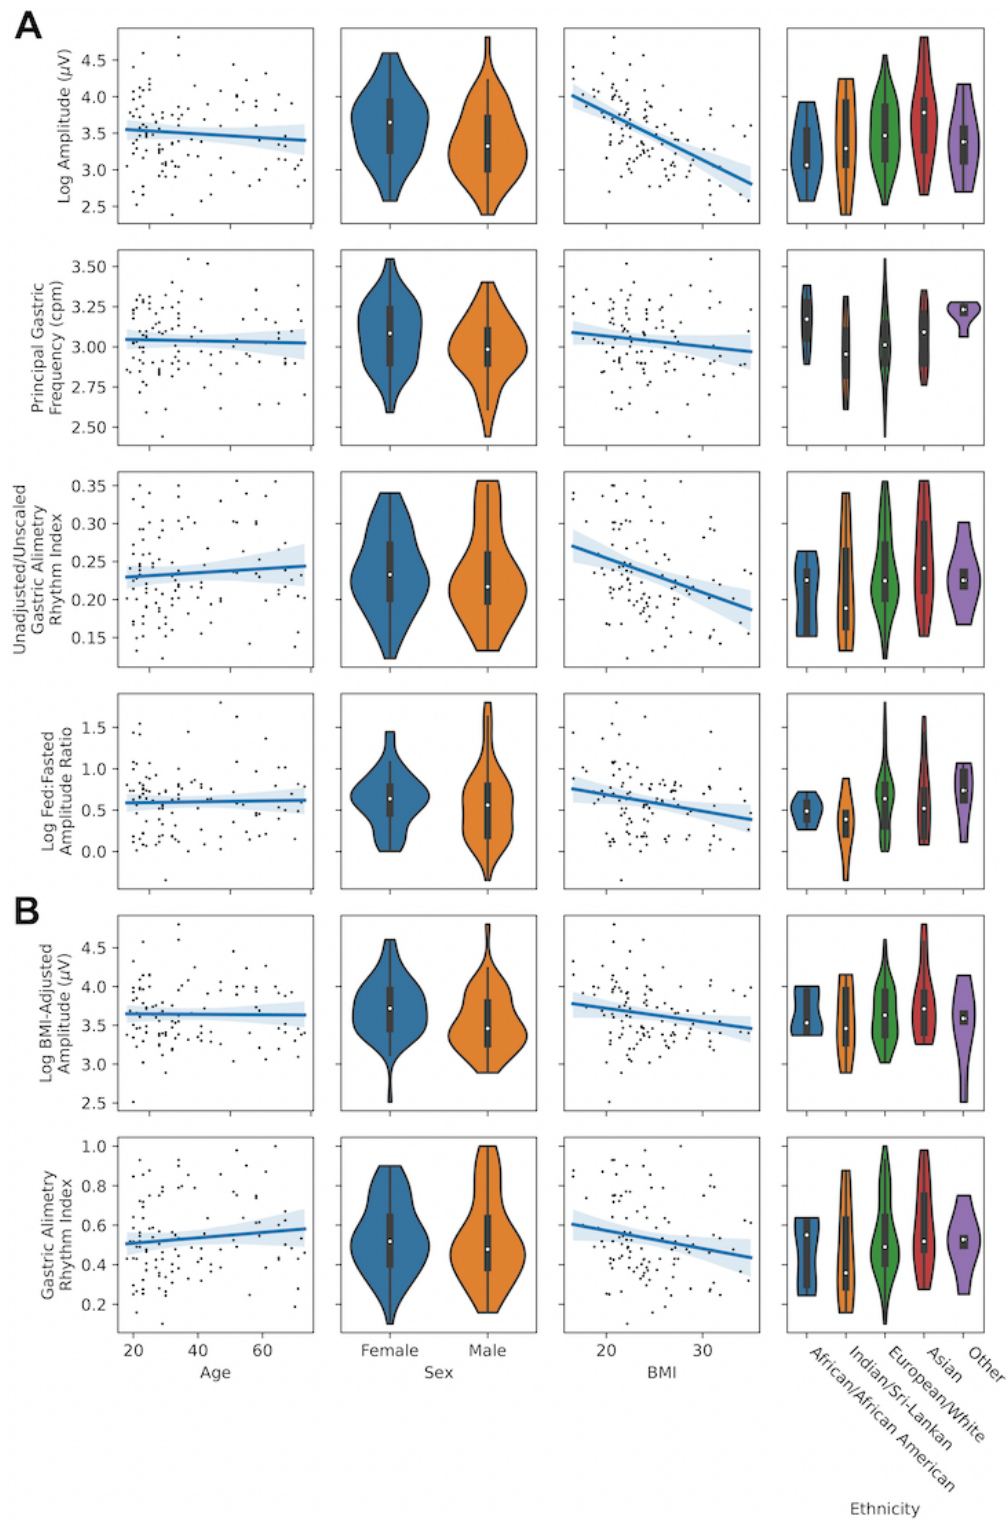 A
Log Amplitude (μV)
4.5
4.0
3.5
3.0
2.5
Principal Gastric
Frequency (cpm)
3.50
3.25
3.00
2.75
2.50
Unadjusted/Unscaled
Gastric Alimetry
Rhythm Index
0.35
0.30
0.25
0.20
0.15
Log Fed:Fasted
Amplitude Ratio
1.5
1.0
0.5
0.0
B
Log BMI-Adjusted
Amplitude (μV)
4.5
4.0
3.5
3.0
2.5
Gastric Alimetry
Rhythm Index
1.0
0.8
0.6
0.4
0.2
20 40 60
Age
Female Male
Sex
20 30
BMI
African/African American
Indian/Sri-Lankan
European/White
Asian
Other
Ethnicity